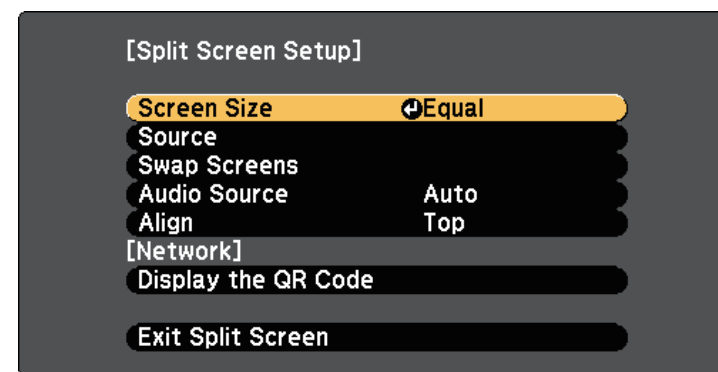 [Split Screen Setup]
Screen Size Equal
Source
Swap Screens
Audio Source Auto
Align Top
[Network]
Display the QR Code
Exit Split Screen